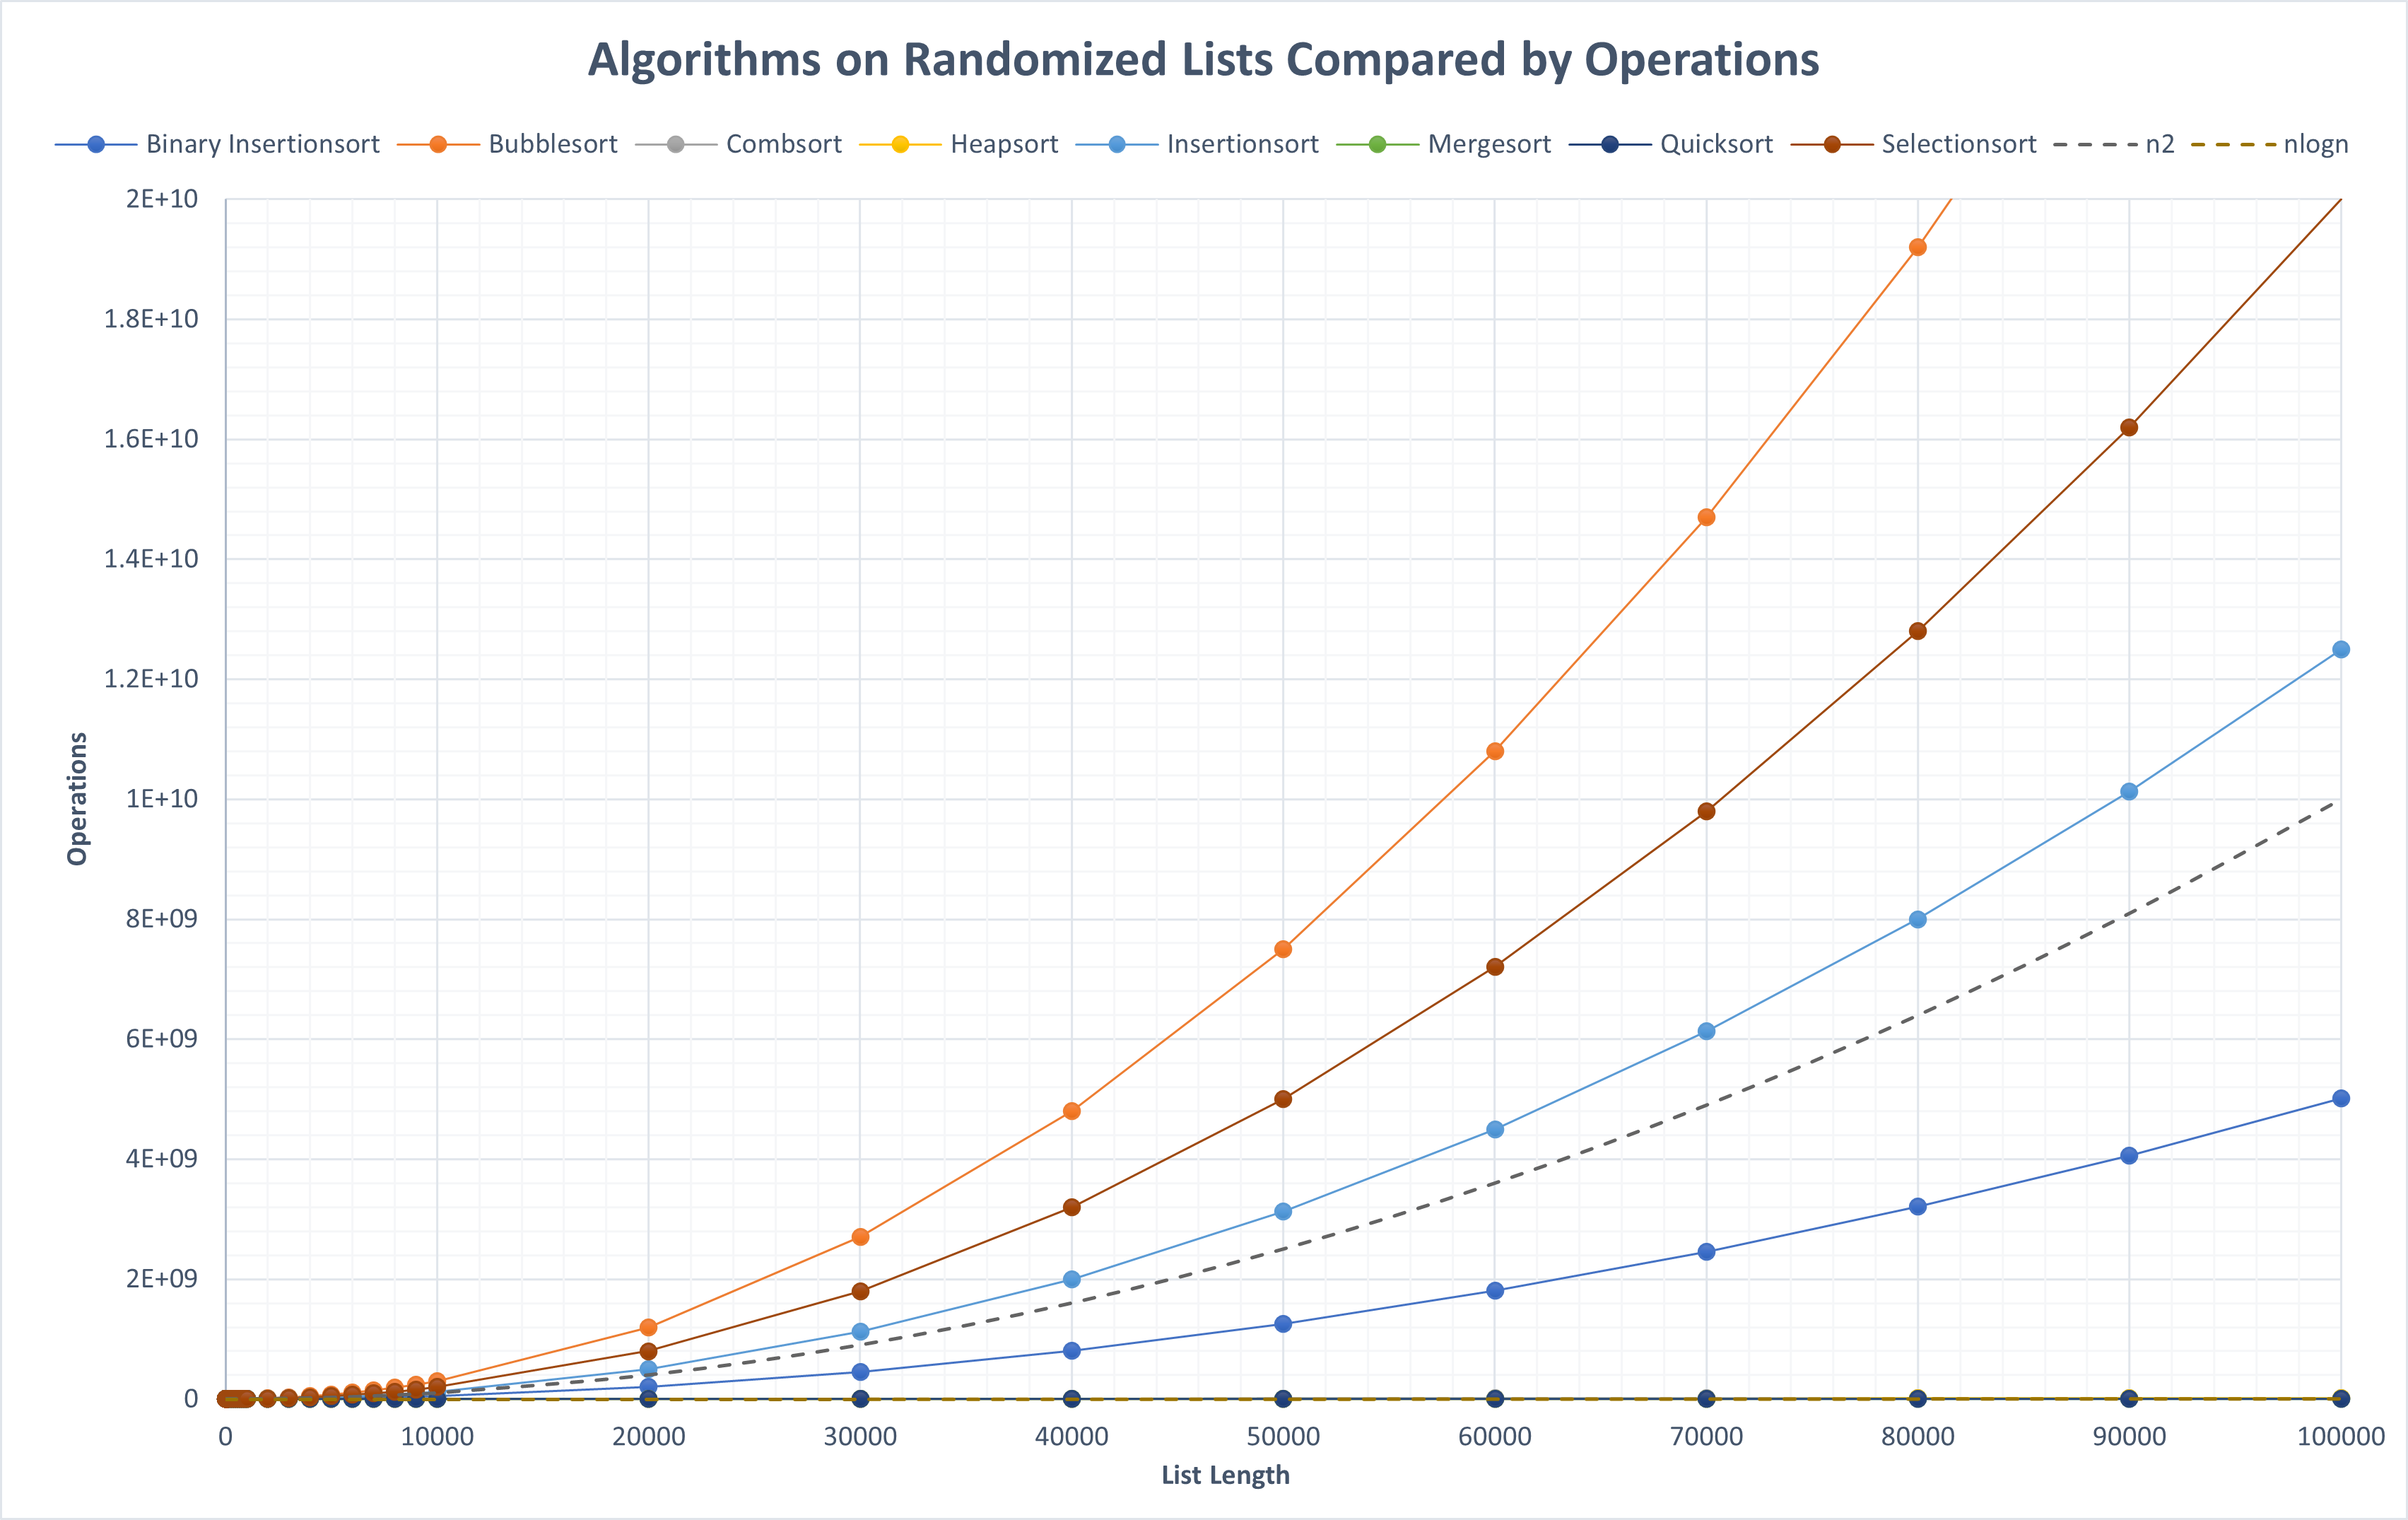 Algorithms on Randomized Lists Compared by Operations
Binary Insertionsort Bubblesort Combsort Heapsort Insertionsort Mergesort Quicksort Selectionsort n2 nlogn
2E+10
1.8E+10
1.6E+10
1.4E+10
1.2E+10
1E+10
8E+09
6E+09
4E+09
2E+09
0
Operations
0 10000 20000 30000 40000 50000 60000 70000 80000 90000 100000
List Length